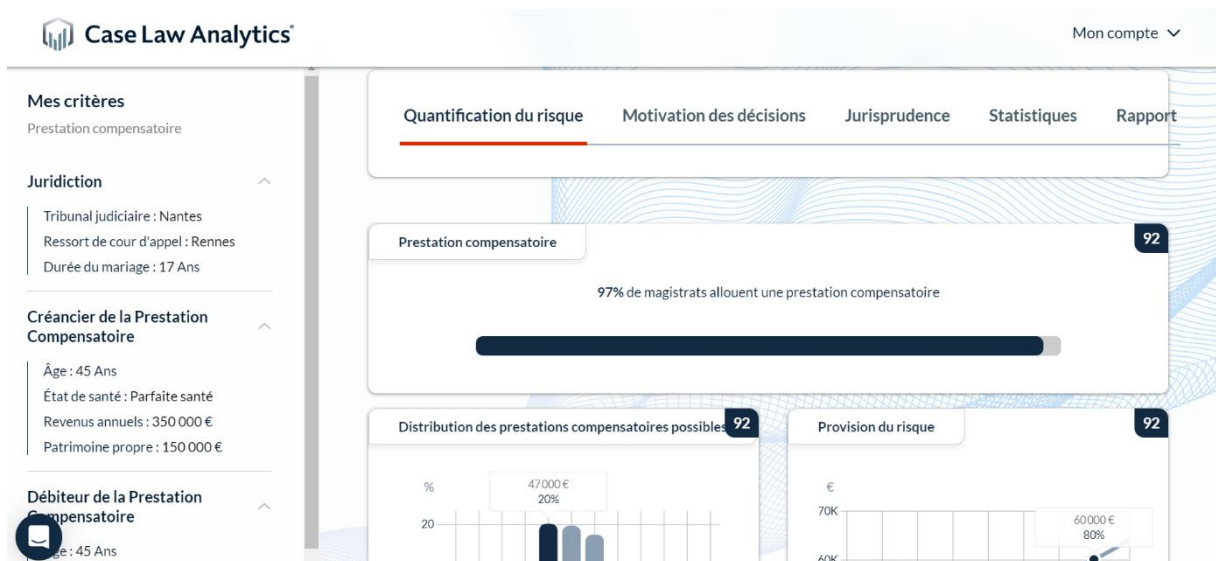 Case Law Analytics®
Mon compte
Mes critères
Prestation compensatoire
Juridiction
Tribunal judiciaire : Nantes
Ressort de cour d'appel : Rennes
Durée du mariage : 17 Ans
Créancier de la Prestation
Compensatoire
Âge : 45 Ans
État de santé : Parfaite santé
Revenus annuels : 350 000 €
Patrimoine propre : 150 000 €
Débiteur de la Prestation
Compensatoire
Âge : 45 Ans
Quantification du risque
Motivation des décisions
Jurisprudence
Statistiques
Rapport
Prestation compensatoire
92
97% de magistrats allouent une prestation compensatoire
Distribution des prestations compensatoires possibles
92
%
47 000 €
20%
20
Provision du risque
92
€
70K
60 000 €
80%
60K